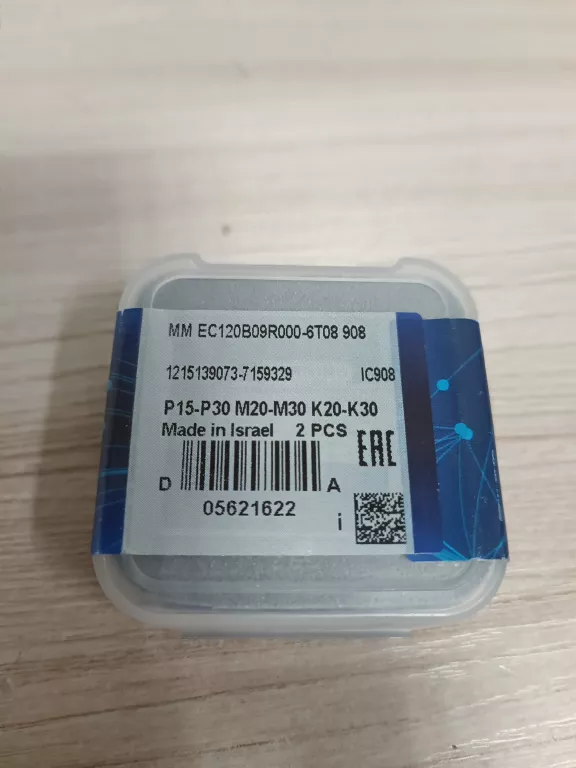 MM EC120B09R000-6T08 908
1215139073-7159329 IC908
P15-P30 M20-M30 K20-K30
Made in Israel 2 PCS
EAC
D A
05621622
i